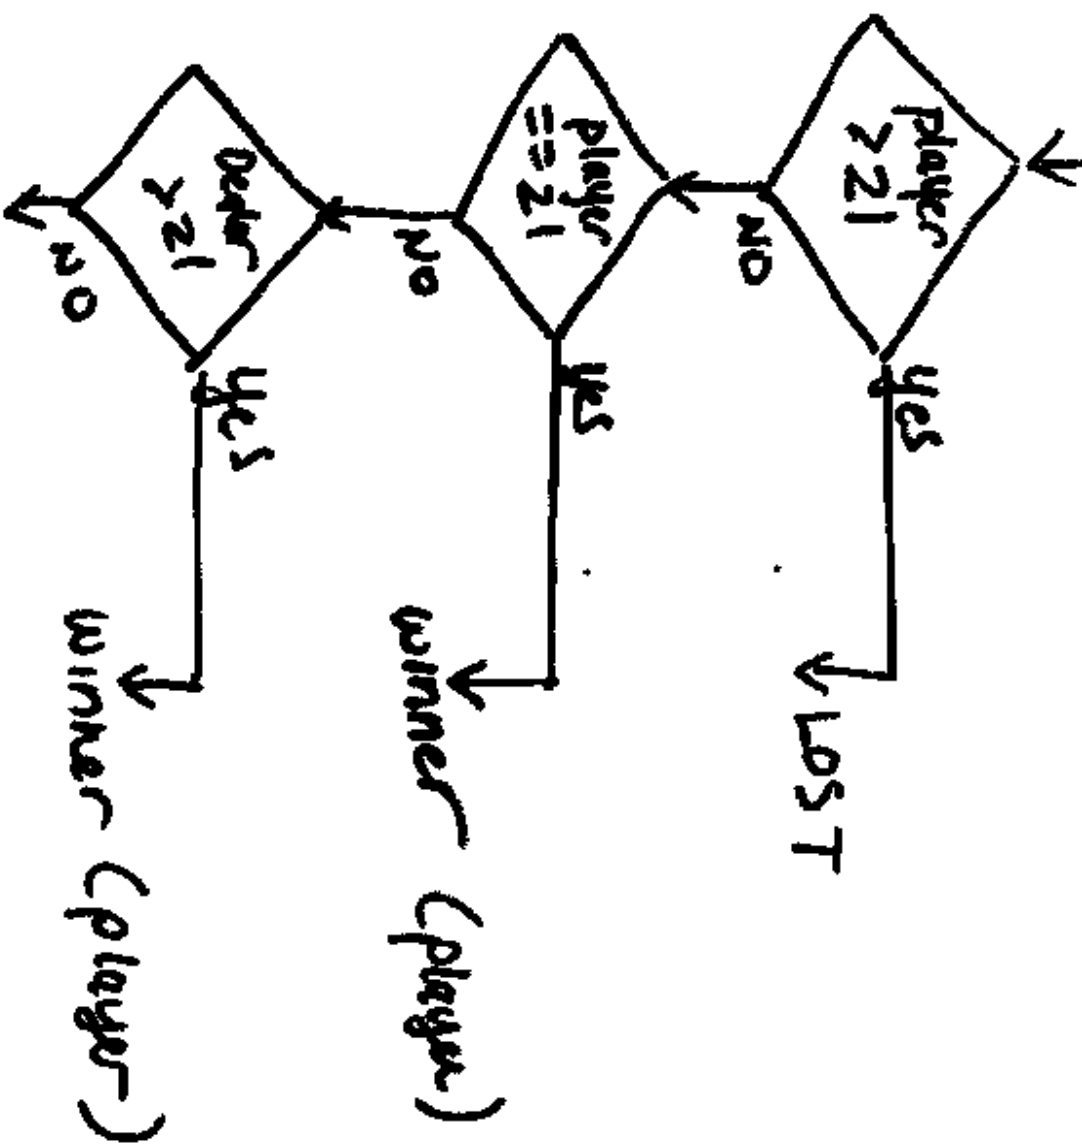 player
> 21
YES
LOST
NO
player
== 21
YES
winner (player)
NO
Dealer
> 21
YES
winner (player)
NO